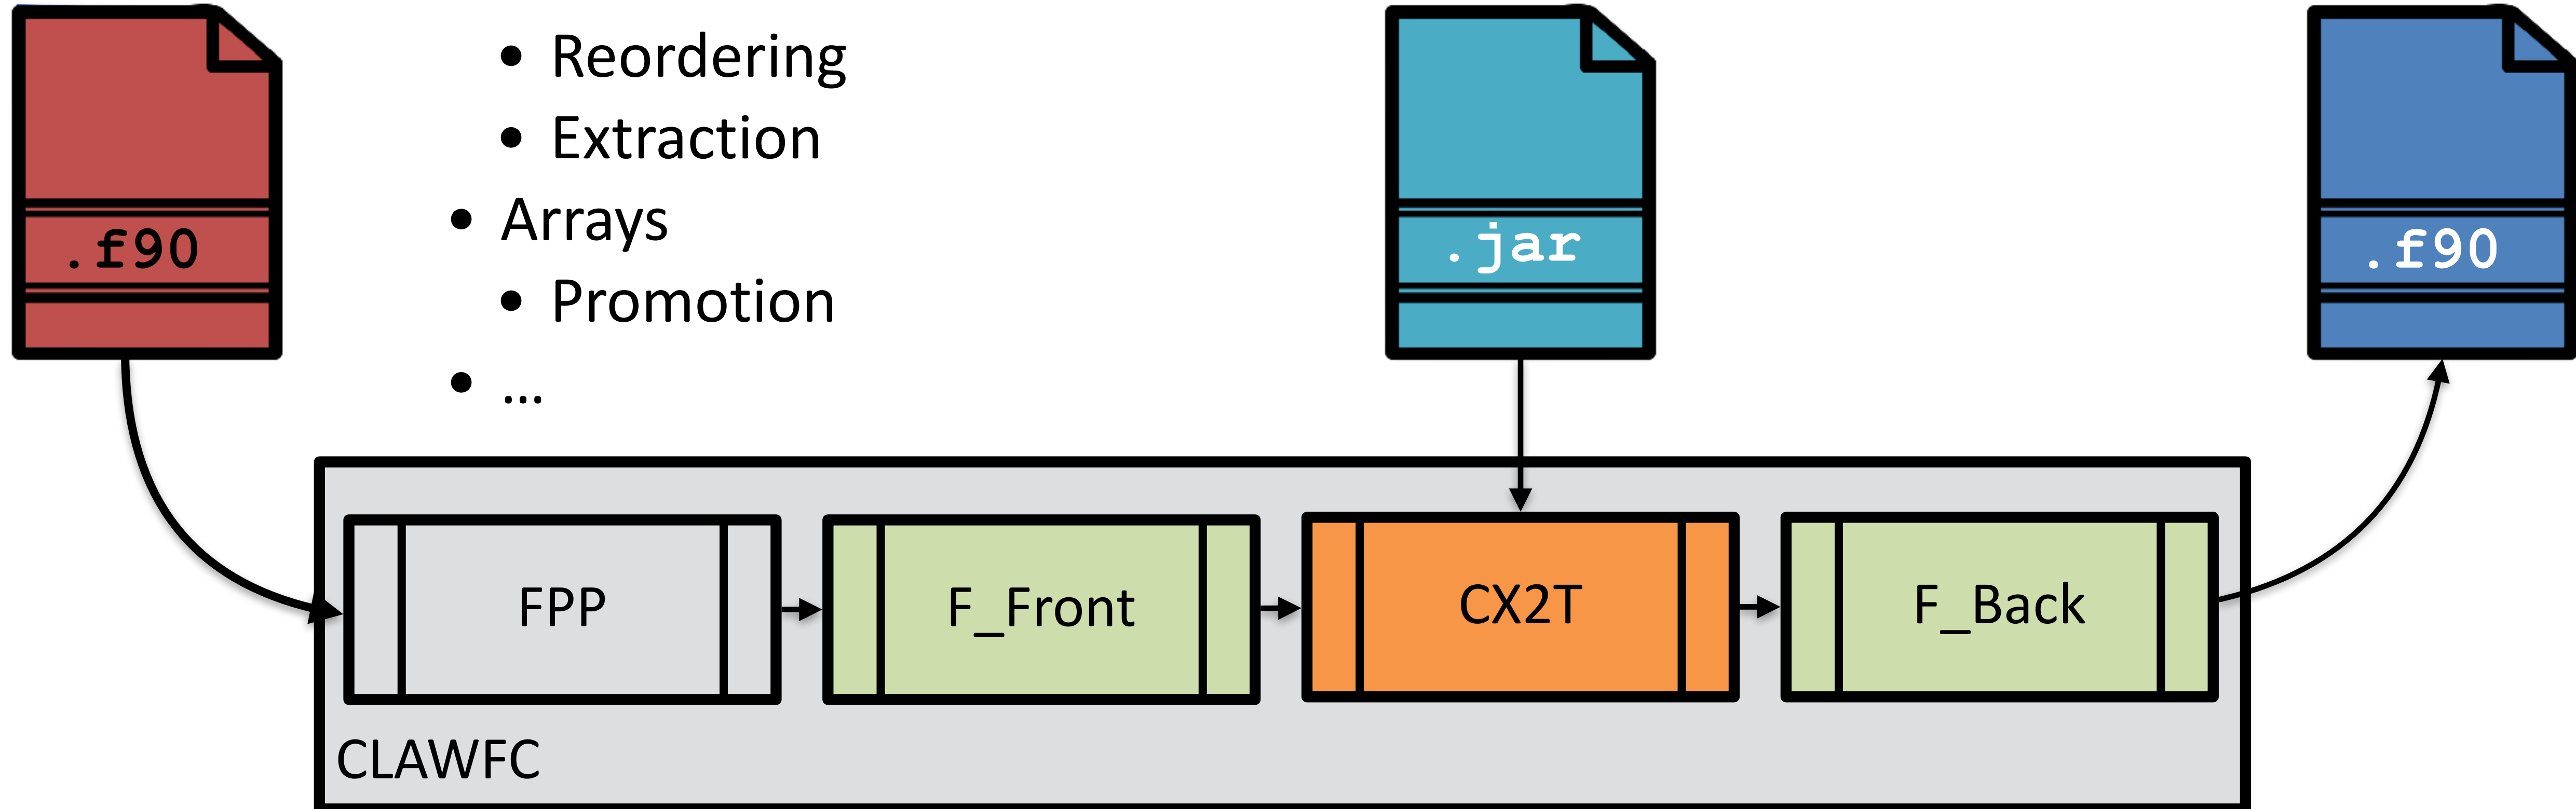 .f90
• Reordering
• Extraction
• Arrays
• Promotion
• ...
.jar
.f90
FPP
F_Front
CX2T
F_Back
CLAWFC